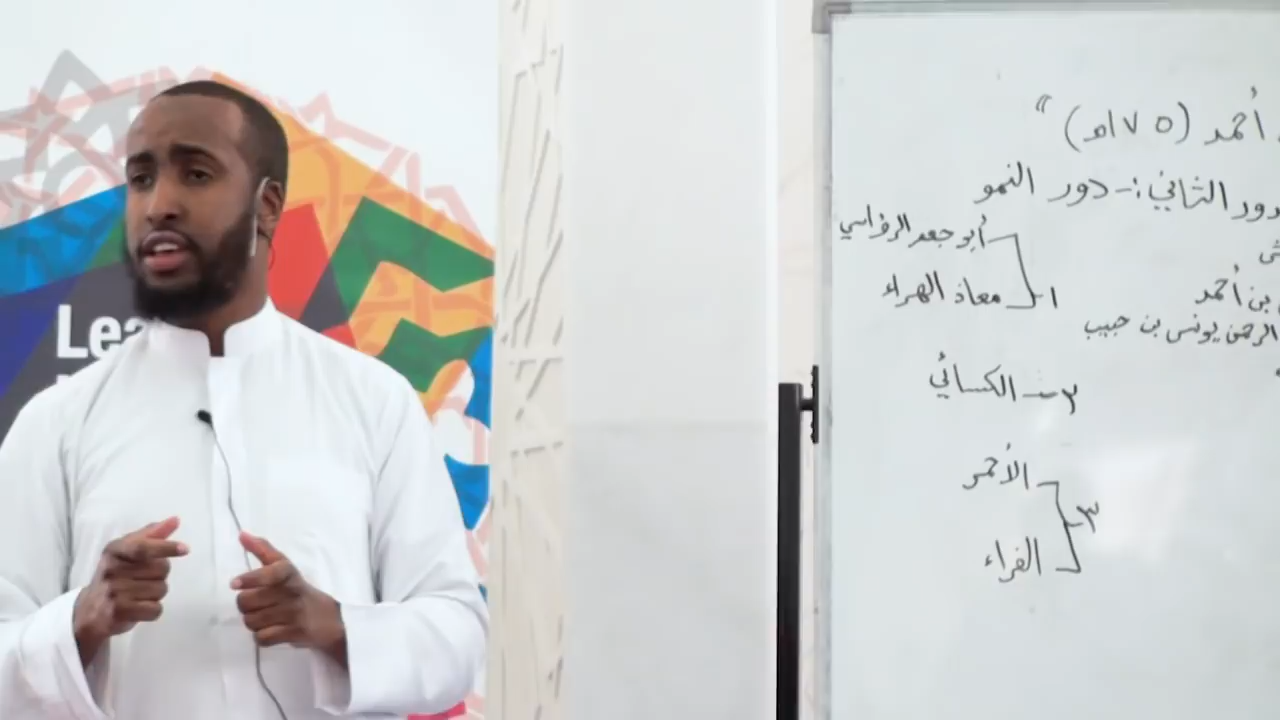 أحمد (١٧٥هـ) "
دور الثاني :- دور النمو
أبو جعفر الرؤاسي
١- معاذ الهراء
بن أحمد
الرحمن يونس بن حبيب
٢- الكسائي
الأحمر
٣-
الفراء
Lea